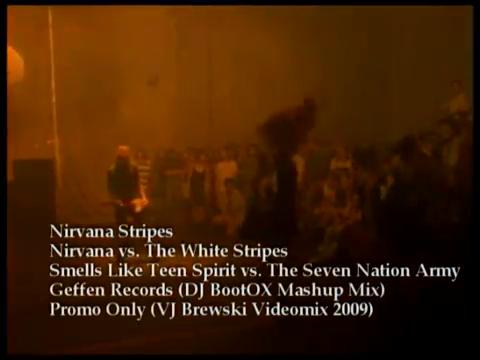 Nirvana Stripes
Nirvana vs. The White Stripes
Smells Like Teen Spirit vs. The Seven Nation Army
Geffen Records (DJ BootOX Mashup Mix)
Promo Only (VJ Brewski Videomix 2009)